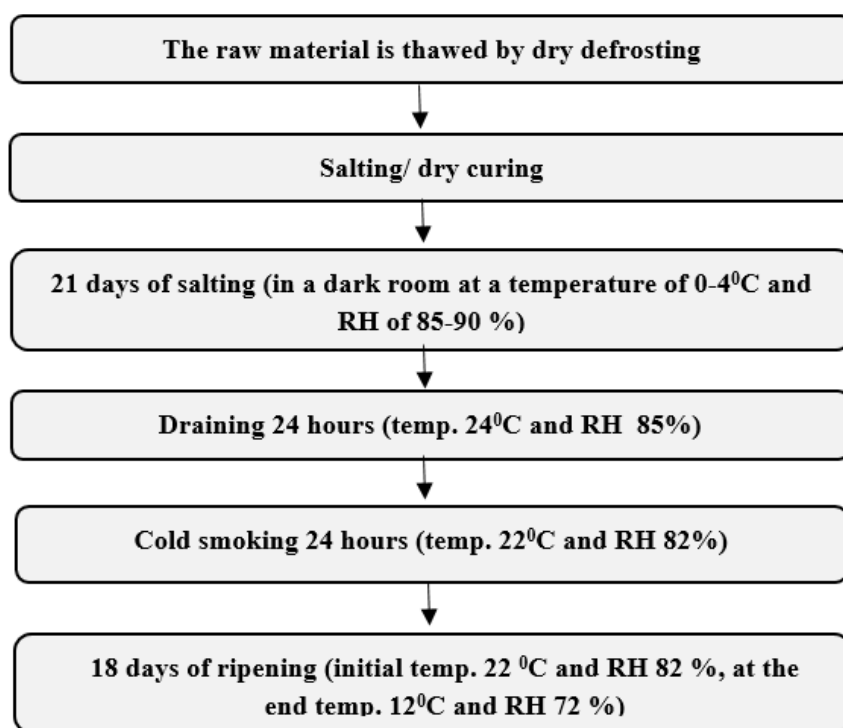 The raw material is thawed by dry defrosting
Salting/ dry curing
21 days of salting (in a dark room at a temperature of 0-4⁰C and
RH of 85-90 %)
Draining 24 hours (temp. 24⁰C and RH  85%)
Cold smoking 24 hours (temp. 22⁰C and RH 82%)
18 days of ripening (initial temp. 22 ⁰C and RH 82 %, at the
end temp. 12⁰C and RH 72 %)